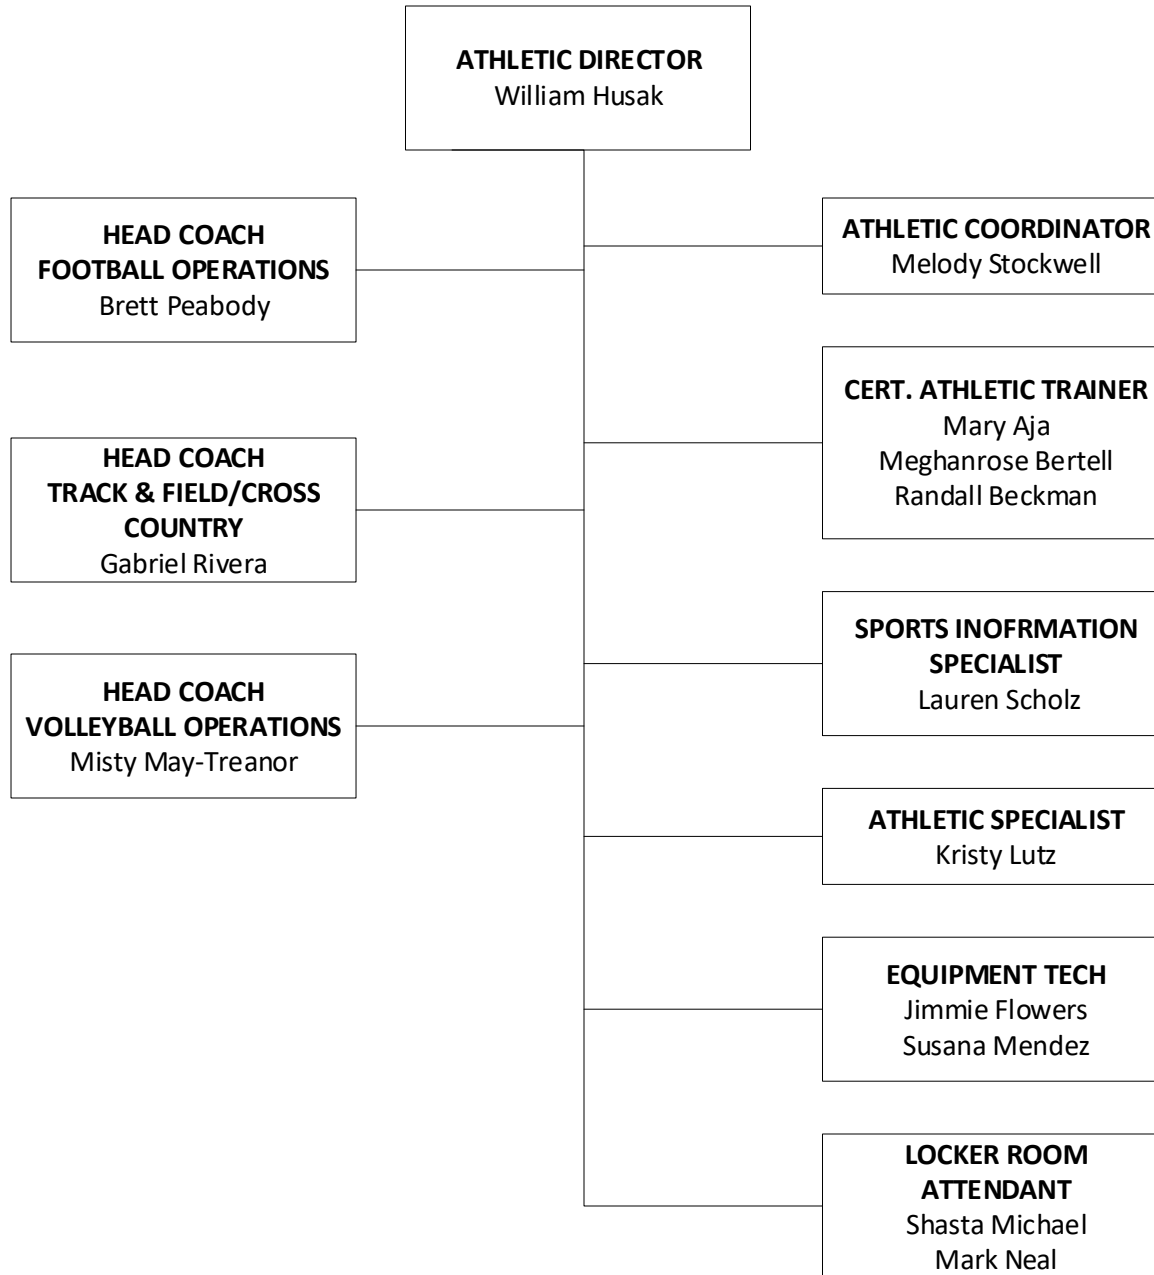 ATHLETIC DIRECTOR
William Husak
HEAD COACH
FOOTBALL OPERATIONS
Brett Peabody
HEAD COACH
TRACK & FIELD/CROSS
COUNTRY
Gabriel Rivera
HEAD COACH
VOLLEYBALL OPERATIONS
Misty May-Treanor
ATHLETIC COORDINATOR
Melody Stockwell
CERT. ATHLETIC TRAINER
Mary Aja
Meghanrose Bertell
Randall Beckman
SPORTS INOFRMATION
SPECIALIST
Lauren Scholz
ATHLETIC SPECIALIST
Kristy Lutz
EQUIPMENT TECH
Jimmie Flowers
Susana Mendez
LOCKER ROOM
ATTENDANT
Shasta Michael
Mark Neal